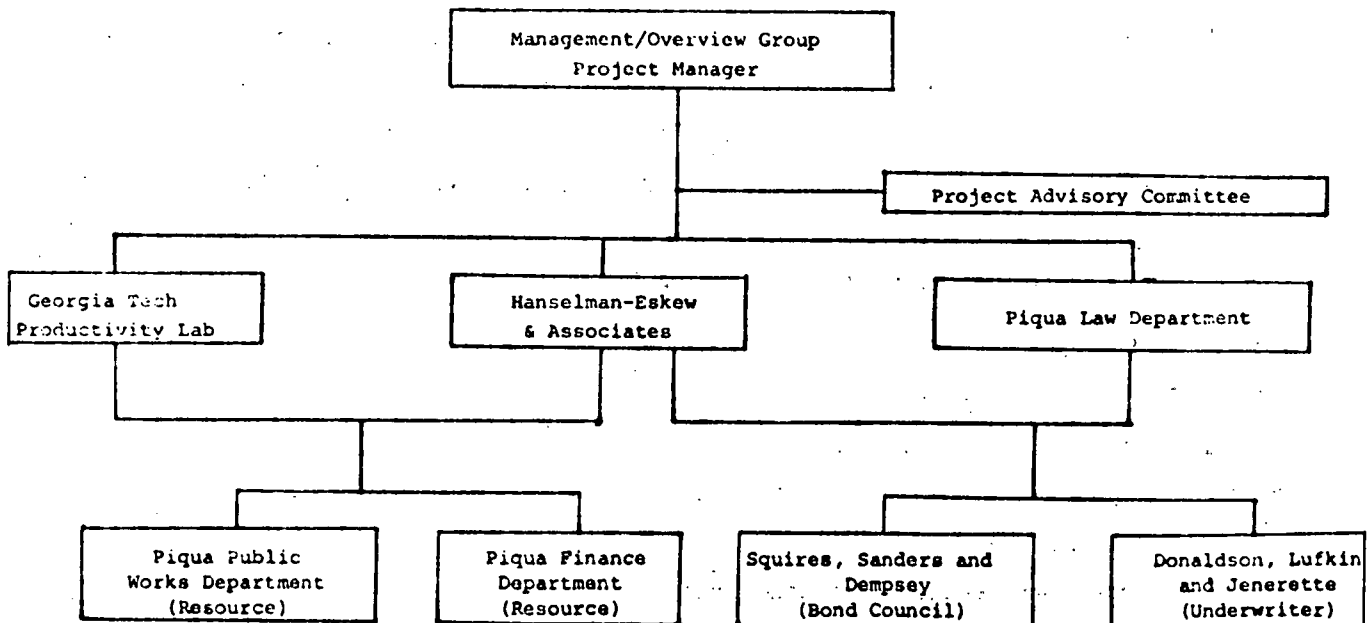 Management/Overview Group
Project Manager
Project Advisory Committee
Georgia Tech
Productivity Lab
Hanselman-Eskew
& Associates
Piqua Law Department
Piqua Public
Works Department
(Resource)
Piqua Finance
Department
(Resource)
Squires, Sanders and
Dempsey
(Bond Council)
Donaldson, Lufkin
and Jenerette
(Underwriter)